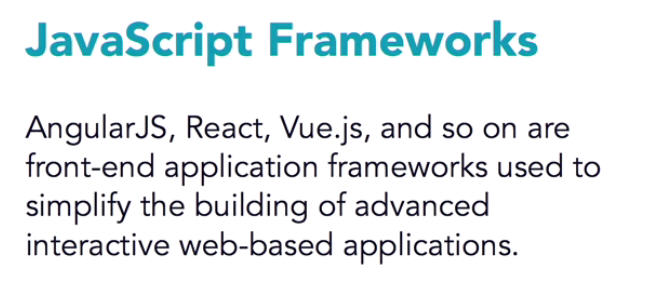 JavaScript Frameworks
AngularJS, React, Vue.js, and so on are
front-end application frameworks used to
simplify the building of advanced
interactive web-based applications.